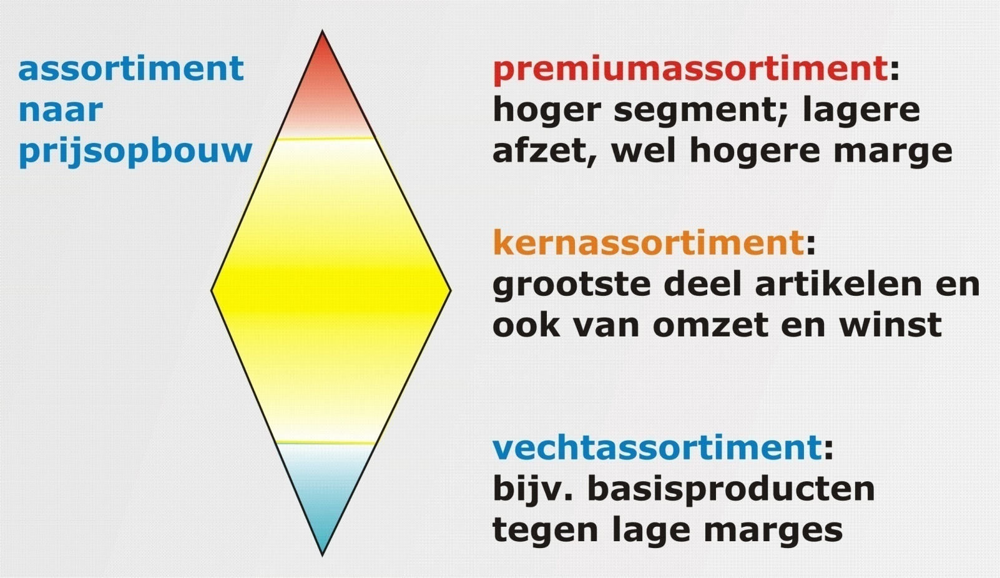 assortiment
naar
prijsopbouw
premiumassortiment:
hoger segment; lagere
afzet, wel hogere marge
kernassortiment:
grootste deel artikelen en
ook van omzet en winst
vechtassortiment:
bijv. basisproducten
tegen lage marges